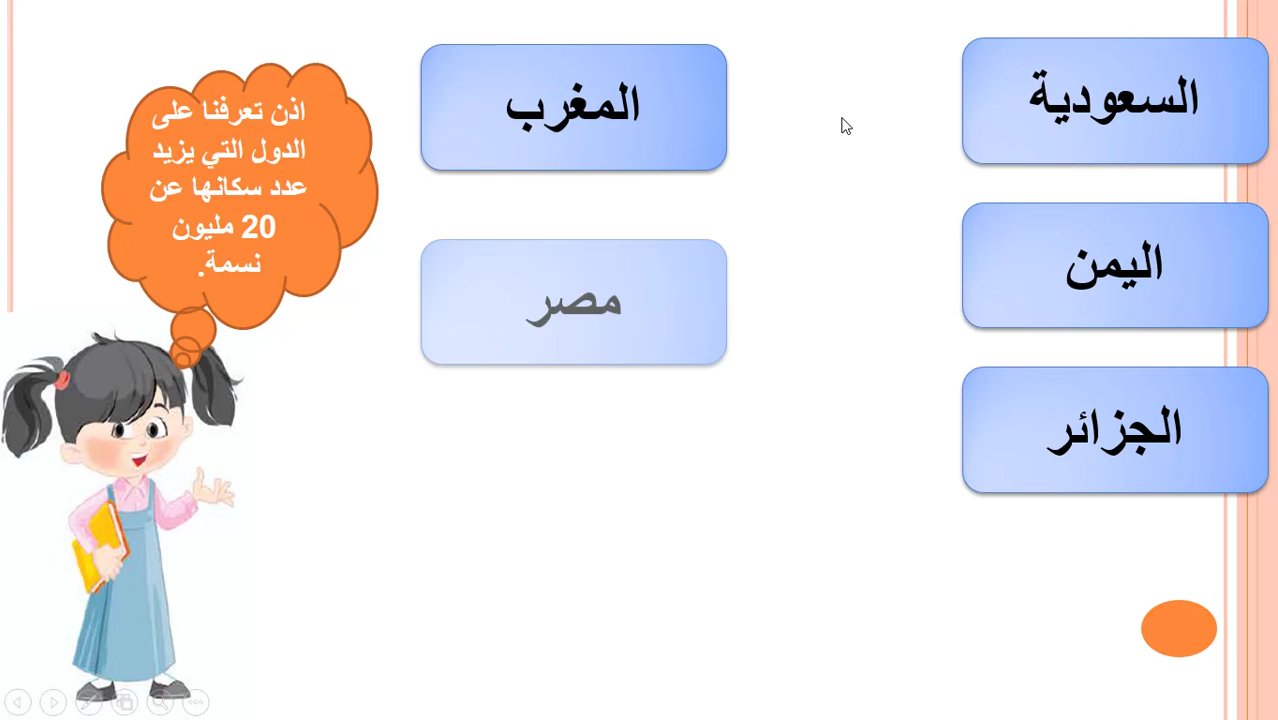 السعودية
اليمن
الجزائر
المغرب
مصر
اذن تعرفنا على
الدول التي يزيد
عدد سكانها عن
20 مليون
نسمة.